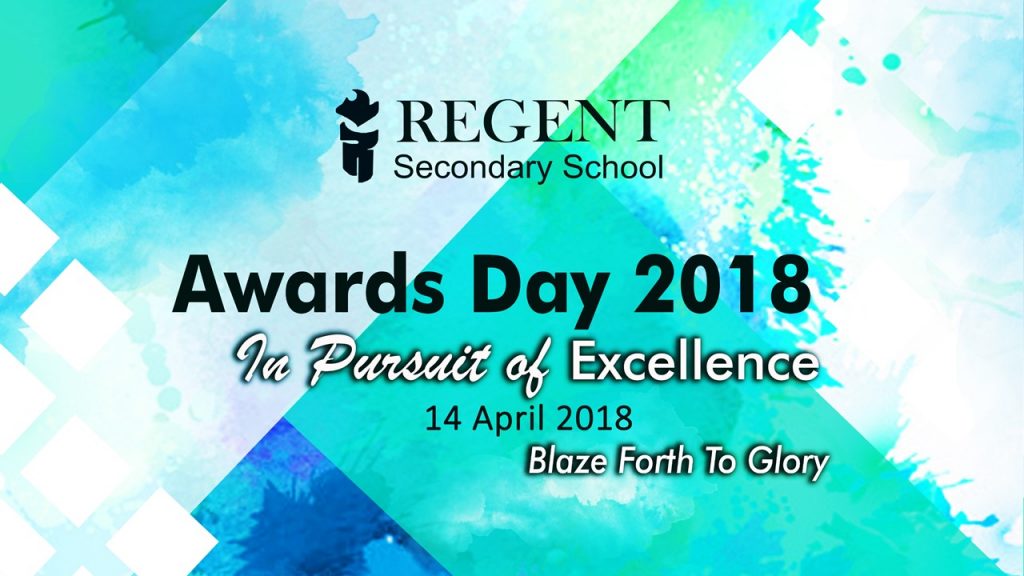 REGENT
Secondary School
Awards Day 2018
In Pursuit of Excellence
14 April 2018
Blaze Forth To Glory